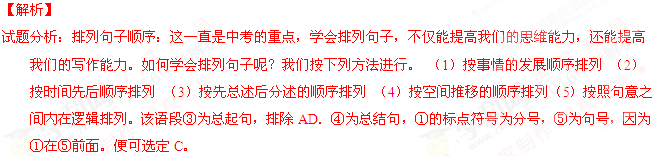 【解析】
试题分析：排列句子顺序：这一直是中考的重点，学会排列句子，不仅能提高我们的思维能力，还能提高
我们的写作能力。如何学会排列句子呢？我们按下列方法进行。（1）按事情的发展顺序排列（2）
按时间先后顺序排列（3）按先总述后分述的顺序排列（4）按空间推移的顺序排列（5）按照句意之
间内在逻辑排列。该语段③为总起句，排除 AD．④为总结句，①的标点符号为分号，⑤为句号，因为
①在⑤前面。便可选定 C。